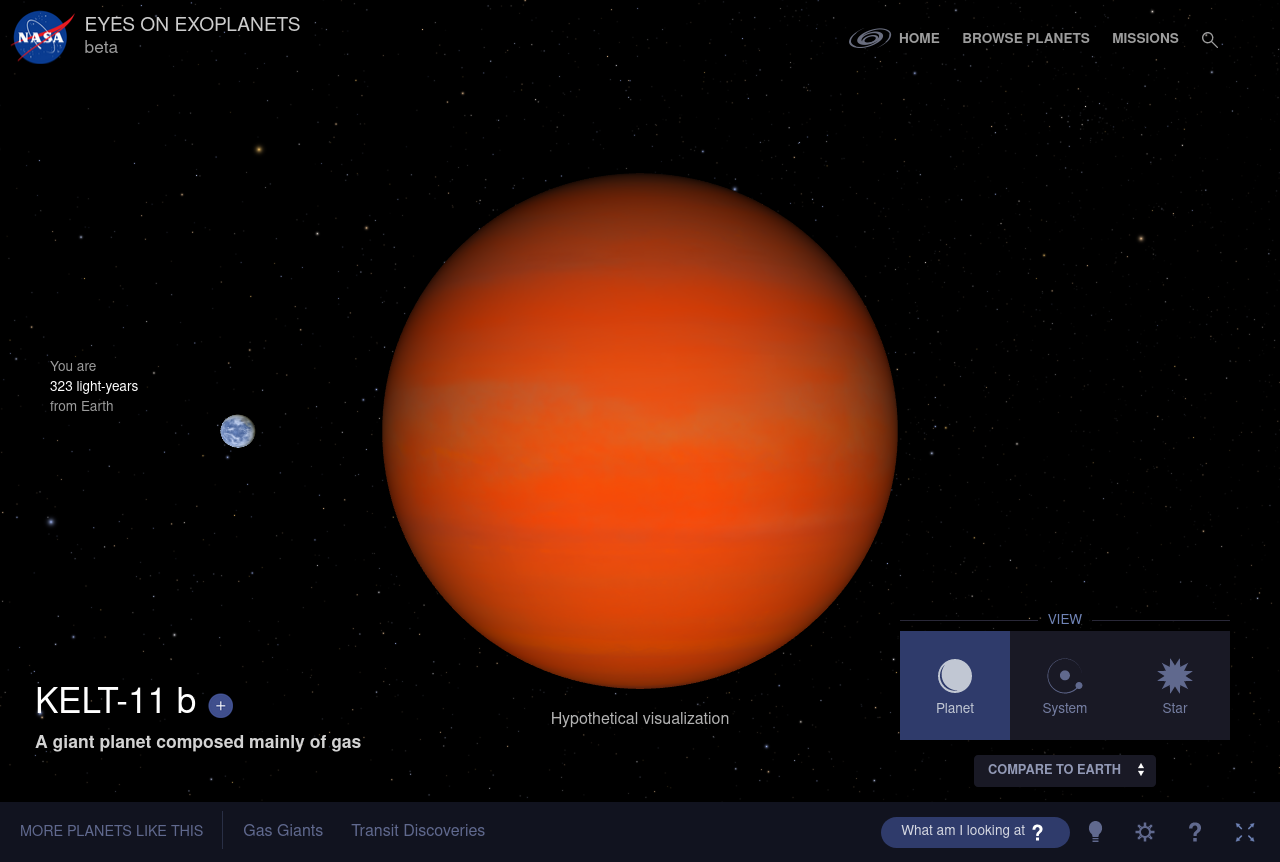 NASA
EYES ON EXOPLANETS
beta
HOME
BROWSE PLANETS
MISSIONS
You are
323 light-years
from Earth
KELT-11 b +
A giant planet composed mainly of gas
Hypothetical visualization
VIEW
Planet
System
Star
COMPARE TO EARTH
MORE PLANETS LIKE THIS
Gas Giants
Transit Discoveries
What am I looking at ?
?